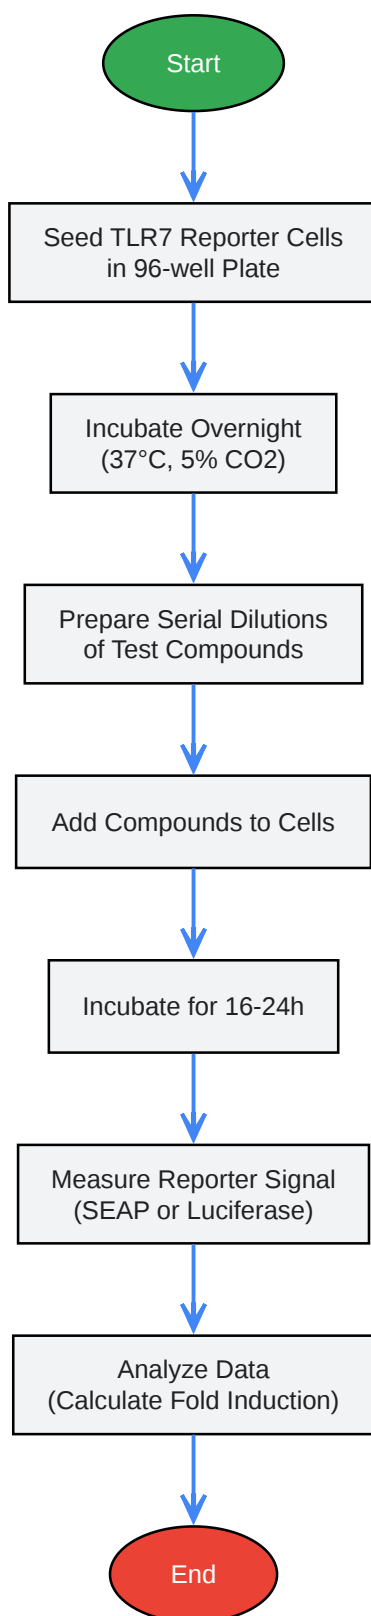 Start
Seed TLR7 Reporter Cells
in 96-well Plate
Incubate Overnight
(37°C, 5% CO2)
Prepare Serial Dilutions
of Test Compounds
Add Compounds to Cells
Incubate for 16-24h
Measure Reporter Signal
(SEAP or Luciferase)
Analyze Data
(Calculate Fold Induction)
End